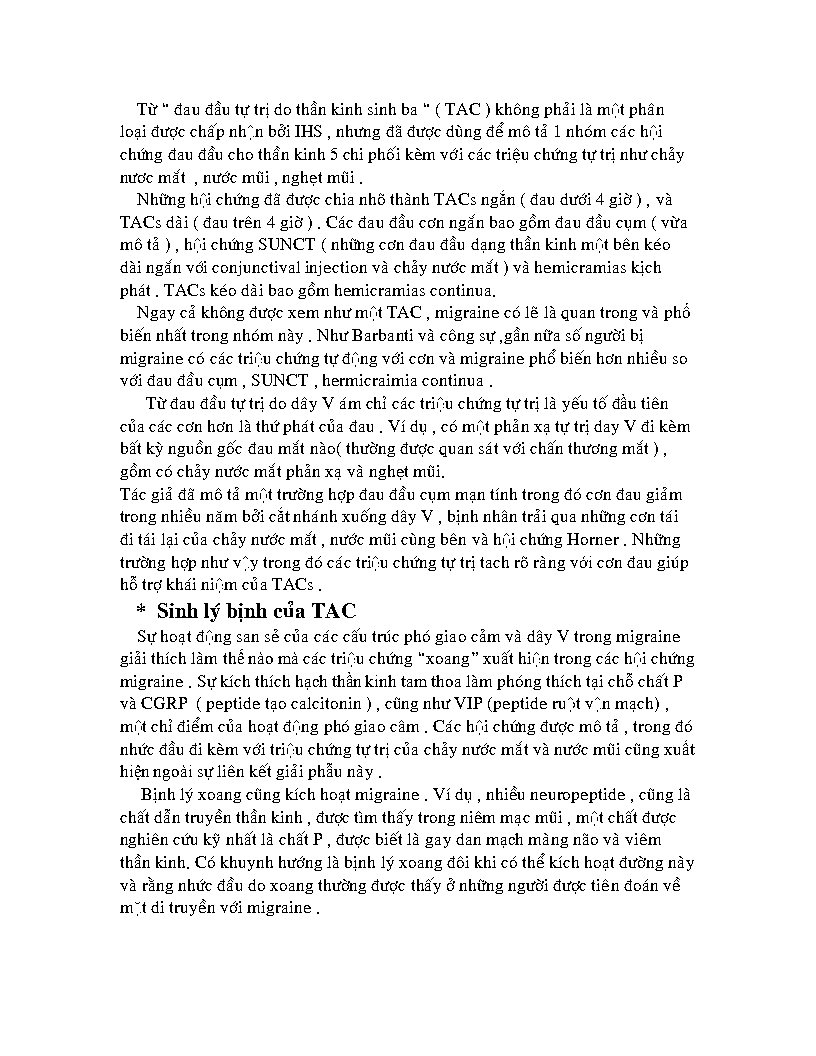 Từ “ đau đầu tự trị do thần kinh sinh ba “ ( TAC ) không phải là một phân
loại được chấp nhận bởi IHS , nhưng đã được dùng để mô tả 1 nhóm các hội
chứng đau đầu cho thần kinh 5 chi phối kèm với các triệu chứng tự trị như chảy
nươc mắt , nước mũi , nghẹt mũi .
Những hội chứng đã được chia nhõ thành TACs ngắn ( đau dưới 4 giờ ) , và
TACs dài ( đau trên 4 giờ ) . Các đau đầu cơn ngắn bao gồm đau đầu cụm ( vừa
mô tả ) , hội chứng SUNCT ( những cơn đau đầu dạng thần kinh một bên kéo
dài ngắn với conjunctival injection và chảy nước mắt ) và hemicramias kịch
phát . TACs kéo dài bao gồm hemicramias continua.
Ngay cả không được xem như một TAC , migraine có lẽ là quan trong và phổ
biến nhất trong nhóm này . Như Barbanti và công sự ,gần nữa số người bị
migraine có các triệu chứng tự động với cơn và migraine phổ biến hơn nhiều so
với đau đầu cụm , SUNCT , hermicraimia continua .
Từ đau đầu tự trị do dây V ám chỉ các triệu chứng tự trị là yếu tố đầu tiên
của các cơn hơn là thứ phát của đau . Ví dụ , có một phản xạ tự trị day V đi kèm
bất kỳ nguồn gốc đau mắt nào( thường được quan sát với chấn thương mắt ) ,
gồm có chảy nước mắt phản xạ và nghẹt mũi.
Tác giả đã mô tả một trường hợp đau đầu cụm mạn tính trong đó cơn đau giảm
trong nhiều năm bởi cắt nhánh xuống dây V , bịnh nhân trải qua những cơn tái
đi tái lại của chảy nước mắt , nước mũi cùng bên và hội chứng Horner . Những
trường hợp như vậy trong đó các triệu chứng tự trị tach rõ ràng với cơn đau giúp
hỗ trợ khái niệm của TACs .
* Sinh lý bịnh của TAC
Sự hoạt động san sẻ của các cấu trúc phó giao cảm và dây V trong migraine
giải thích làm thế nào mà các triệu chứng “xoang” xuất hiện trong các hội chứng
migraine . Sự kích thích hạch thần kinh tam thoa làm phóng thích tại chỗ chất P
và CGRP ( peptide tạo calcitonin ) , cũng như VIP (peptide ruột vận mạch) ,
một chỉ điểm của hoạt động phó giao câm . Các hội chứng được mô tả , trong đó
nhức đầu đi kèm với triệu chứng tự trị của chảy nước mắt và nước mũi cũng xuất
hiện ngoài sự liên kết giải phẫu này .
Bịnh lý xoang cũng kích hoạt migraine . Ví dụ , nhiều neuropeptide , cũng là
chất dẫn truyền thần kinh , được tìm thấy trong niêm mạc mũi , một chất được
nghiên cứu kỹ nhất là chất P , được biết là gay dan mạch màng não và viêm
thần kinh. Có khuynh hướng là bịnh lý xoang đôi khi có thể kích hoạt đường này
và rằng nhức đầu do xoang thường được thấy ở những người được tiên đoán về
mặt di truyền với migraine .